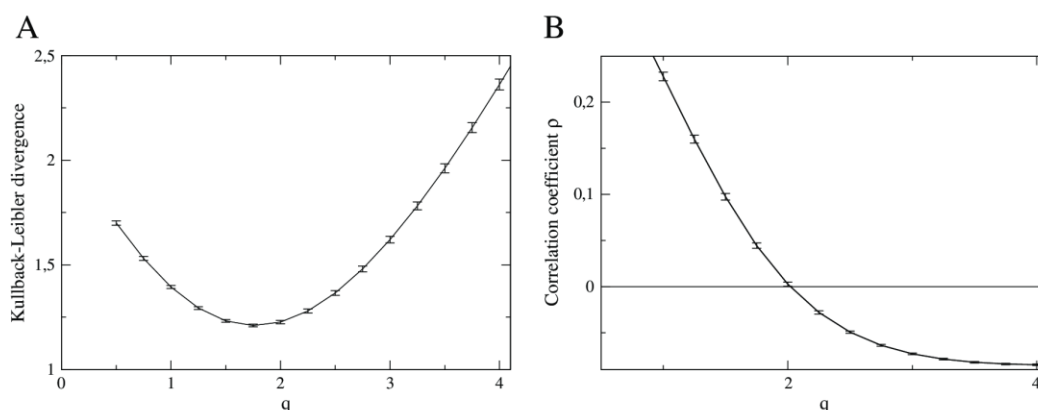 A
Kullback-Leibler divergence
2,5
2
1,5
1
0 1 2 3 4
q
B
Correlation coefficient ρ
0,2
0,1
0
2 4
q